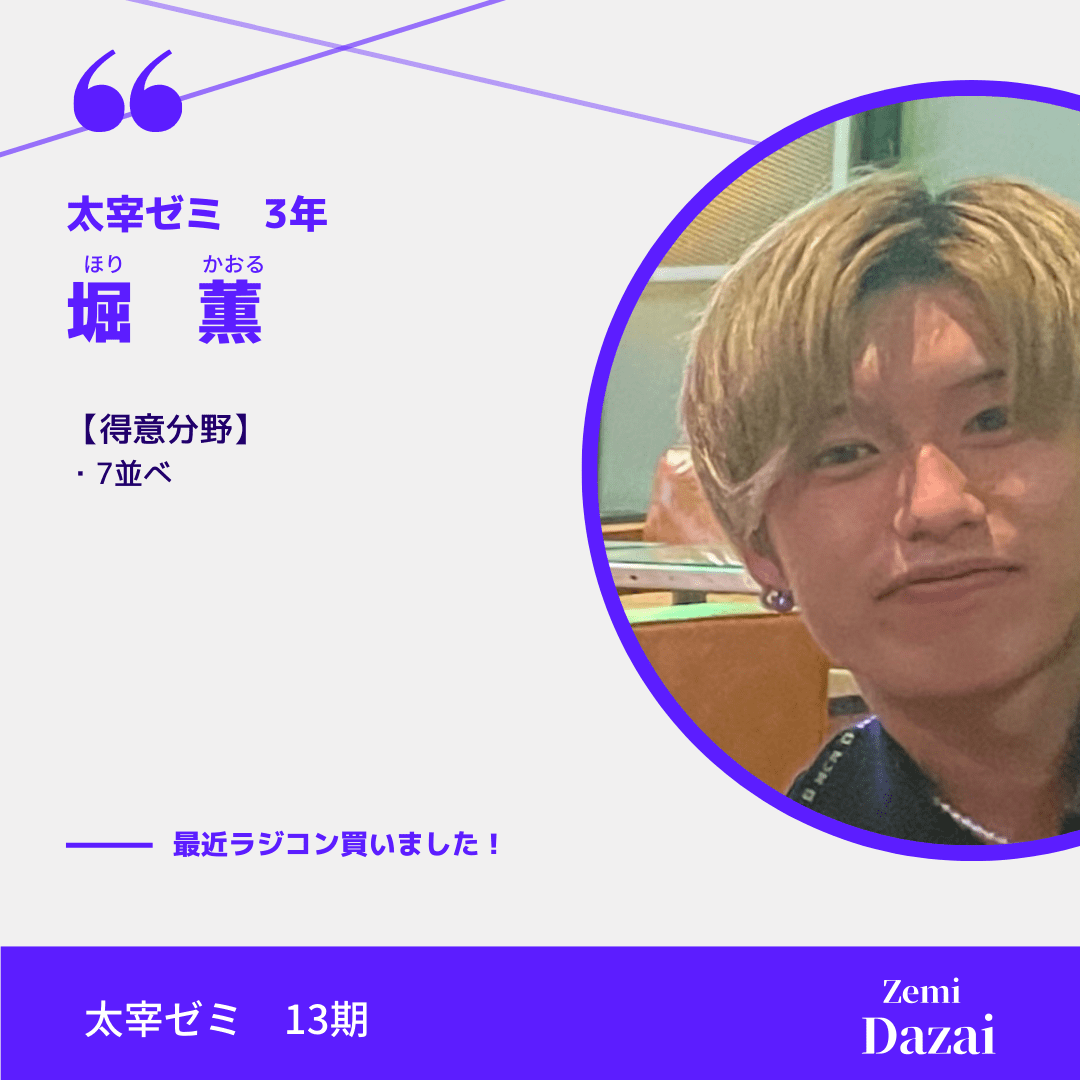 太宰ゼミ　3年
ほり　かおる
堀　薫
【得意分野】
・7並べ
最近ラジコン買いました！
太宰ゼミ　13期
Zemi
Dazai